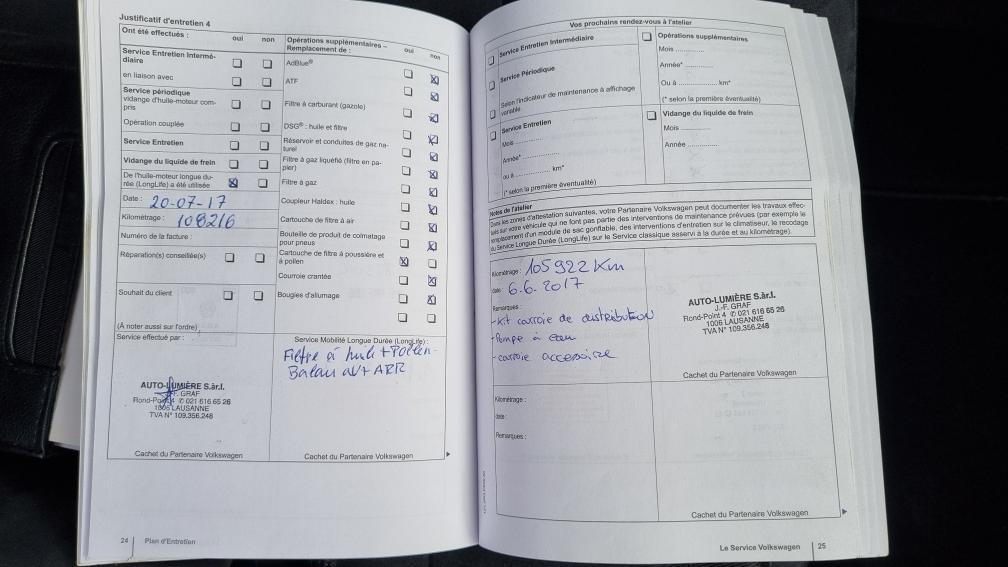 Justificatif d'entretien 4
Ont été effectués : oui non
Service Entretien Intermé-
diaire
en liaison avec
Service périodique
vidange d'huile-moteur com-
pris
Opération couplée
Service Entretien
Vidange du liquide de frein
De l'huile-moteur longue du-
rée (LongLife) a été utilisée
Date : 20-07-17
Kilométrage : 108216
Numéro de la facture :
Réparation(s) conseillée(s)
Souhait du client
(À noter aussi sur l'ordre)
Service effectué par :
AUTO-LUMIÈRE S.àr.l.
J.-F. GRAF
Rond-Point 4 ✆ 021 616 65 26
1006 LAUSANNE
TVA N° 109.356.248
Cachet du Partenaire Volkswagen
Opérations supplémentaires –
Remplacement de : oui non
AdBlue®
ATF
Filtre à carburant (gazole)
DSG® : huile et filtre
Réservoir et conduites de gaz na-
turel
Filtre à gaz liquéfié (filtre en pa-
pier)
Filtre à gaz
Coupleur Haldex : huile
Cartouche de filtre à air
Bouteille de produit de colmatage
pour pneus
Cartouche de filtre à poussière et
à pollen
Courroie crantée
Bougies d'allumage
Service Mobilité Longue Durée (LongLife) :
Filtre à huile + Pollen -
Balai AV + ARR
Cachet du Partenaire Volkswagen
24 Plan d'Entretien
Vos prochains rendez-vous à l'atelier
Service Entretien Intermédiaire
Service Périodique
Selon l'indicateur de maintenance à affichage
variable
Service Entretien
Mois
Année*
ou à km*
(* selon la première éventualité)
Opérations supplémentaires
Mois
Année*
Ou à km*
(* selon la première éventualité)
Vidange du liquide de frein
Mois
Année
Notes de l'atelier
Dans les zones d'attestation suivantes, votre Partenaire Volkswagen peut documenter les travaux effec-
tués sur votre véhicule qui ne font pas partie des interventions de maintenance prévues (par exemple le
remplacement d'un module de sac gonflable, des interventions d'entretien sur le climatiseur, le recodage
du Service Longue Durée (LongLife) sur le Service classique asservi à la durée et au kilométrage).
Kilométrage : 105922 Km
date : 6.6.2017
Remarques :
- Kit courroie de distribution
- Pompe à eau
- courroie accessoire
AUTO-LUMIÈRE S.àr.l.
J.-F. GRAF
Rond-Point 4 ✆ 021 616 65 26
1006 LAUSANNE
TVA N° 109.356.248
Cachet du Partenaire Volkswagen
Kilométrage :
date :
Remarques :
Cachet du Partenaire Volkswagen
Le Service Volkswagen 25